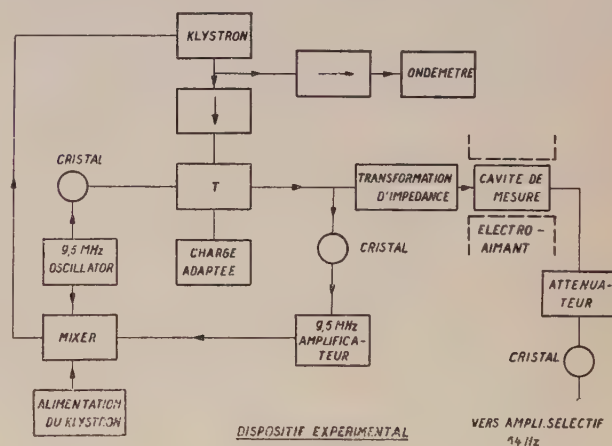 KLYSTRON
ONDEMETRE
CRISTAL
T
TRANSFORMATION
D'IMPEDANCE
CAVITE DE
MESURE
9,5 MHz
OSCILLATOR
CHARGE
ADAPTEE
CRISTAL
ELECTRO-
AIMANT
ATTENUA-
TEUR
MIXER
9,5 MHz
AMPLIFICA-
TEUR
CRISTAL
ALIMENTATION
DU KLYSTRON
DISPOSITIF EXPERIMENTAL
VERS AMPLI.SELECTIF
14Hz